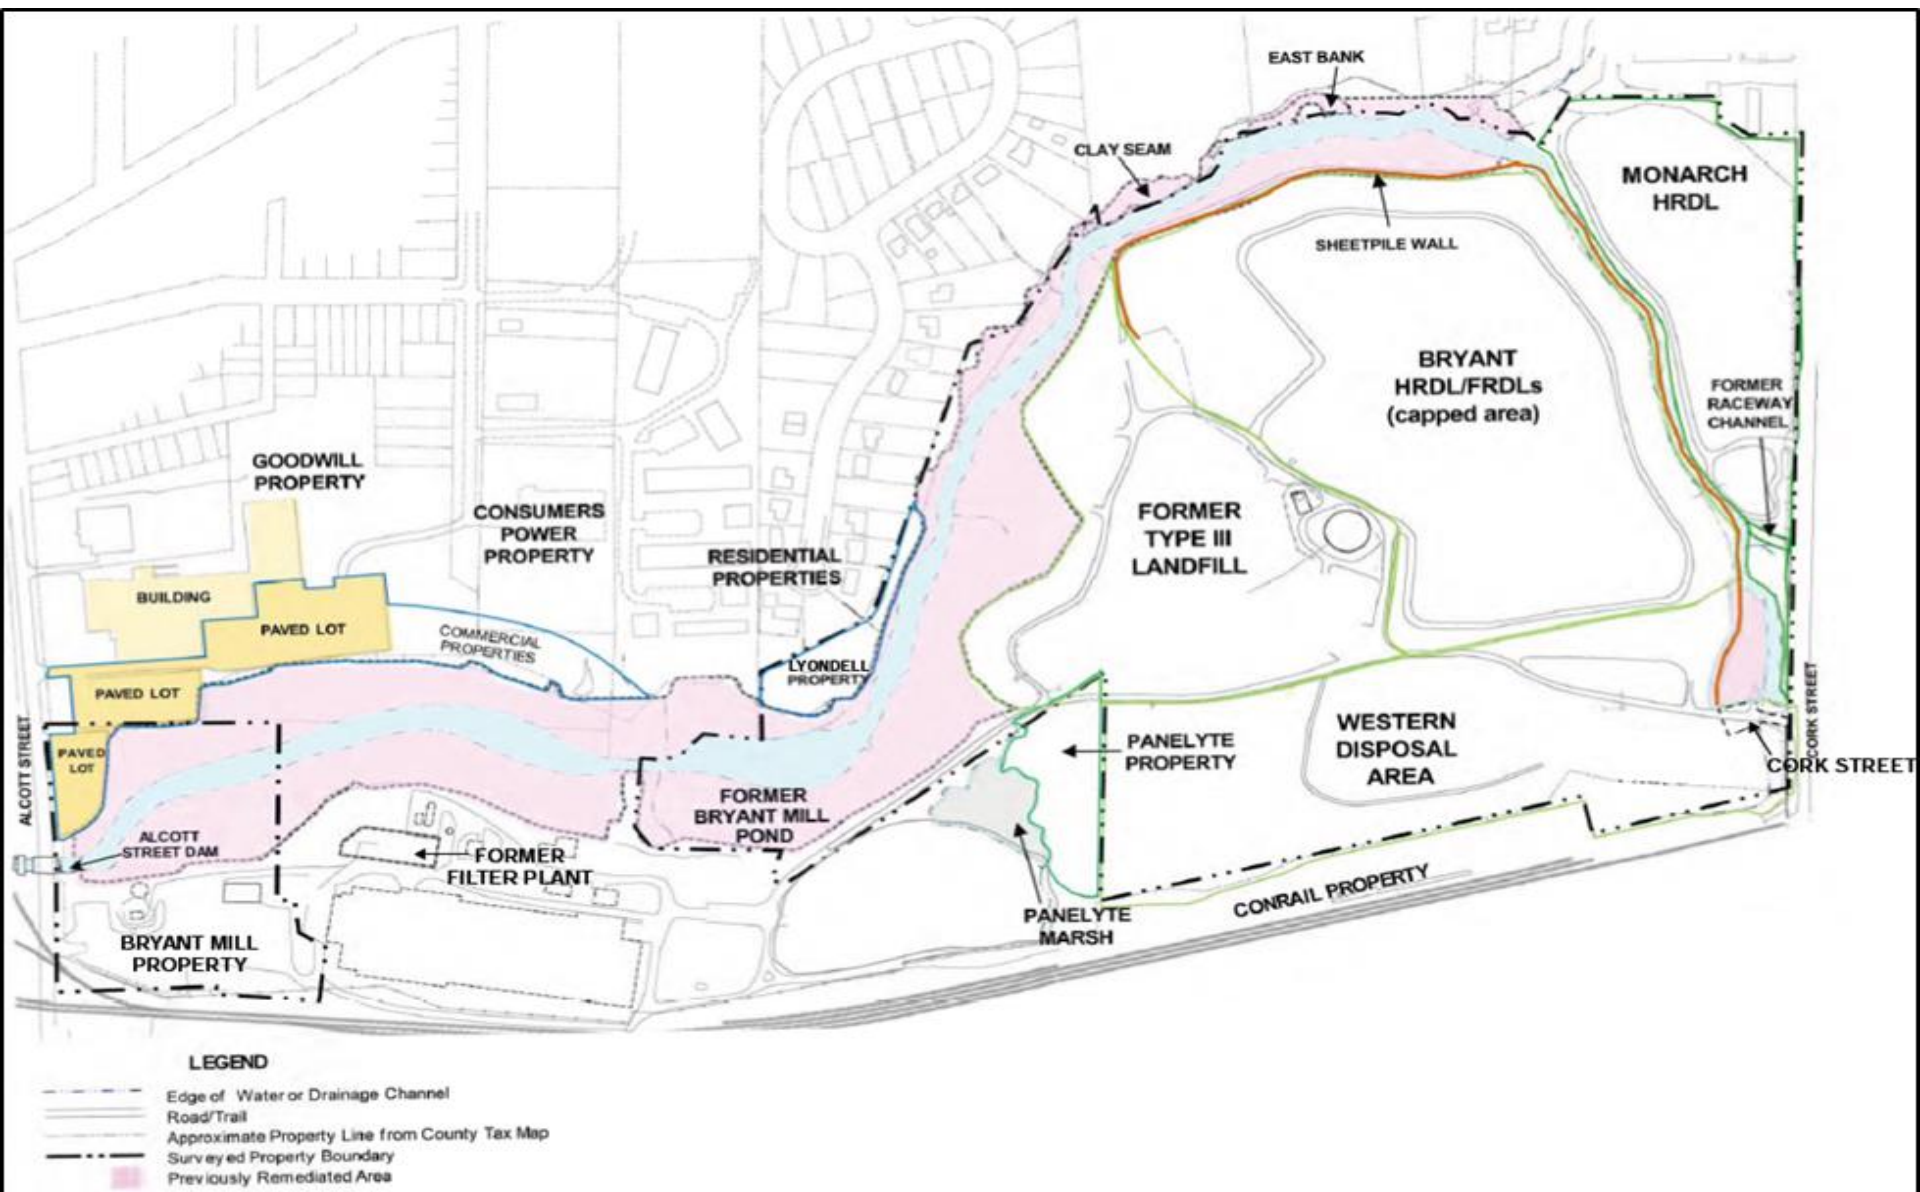 EAST BANK
CLAY SEAM
MONARCH
HRDL
SHEETPILE WALL
BRYANT
HRDL/FRDLs
(capped area)
FORMER
RACEWAY
CHANNEL
GOODWILL
PROPERTY
CONSUMERS
POWER
PROPERTY
RESIDENTIAL
PROPERTIES
FORMER
TYPE III
LANDFILL
BUILDING
PAVED LOT
COMMERCIAL
PROPERTIES
LYONDELL
PROPERTY
PAVED LOT
PAVED
LOT
ALCOTT STREET
CORK STREET
PANELYTE
PROPERTY
WESTERN
DISPOSAL
AREA
CORK STREET
FORMER
BRYANT MILL
POND
ALCOTT
STREET DAM
FORMER
FILTER PLANT
PANELYTE
MARSH
CONRAIL PROPERTY
BRYANT MILL
PROPERTY
LEGEND
Edge of Water or Drainage Channel
Road/Trail
Approximate Property Line from County Tax Map
Surveyed Property Boundary
Previously Remediated Area